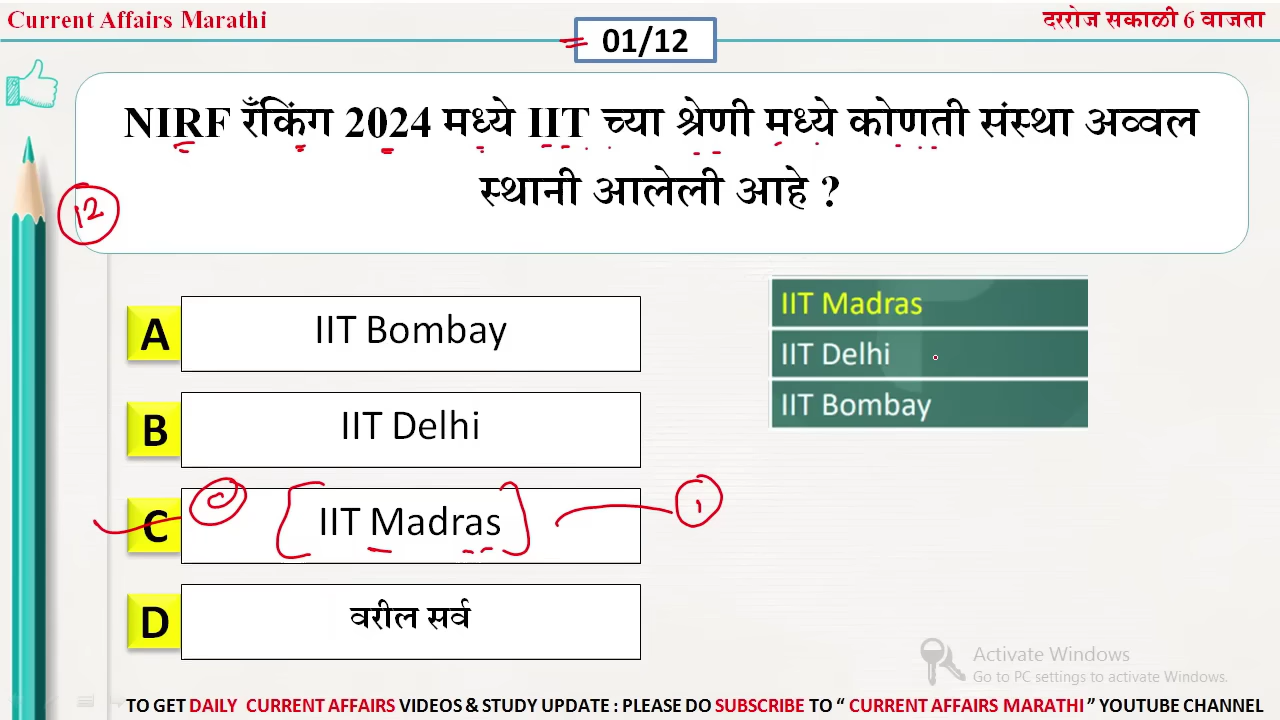 Current Affairs Marathi
दररोज सकाळी 6 वाजता
01/12
NIRF रँकिंग 2024 मध्ये IIT च्या श्रेणी मध्ये कोणती संस्था अव्वल
स्थानी आलेली आहे ?
12
A
IIT Bombay
B
IIT Delhi
C
IIT Madras
D
वरील सर्व
C
1
IIT Madras
IIT Delhi
IIT Bombay
Activate Windows
Go to PC settings to activate Windows.
TO GET DAILY CURRENT AFFAIRS VIDEOS & STUDY UPDATE : PLEASE DO SUBSCRIBE TO “ CURRENT AFFAIRS MARATHI ” YOUTUBE CHANNEL